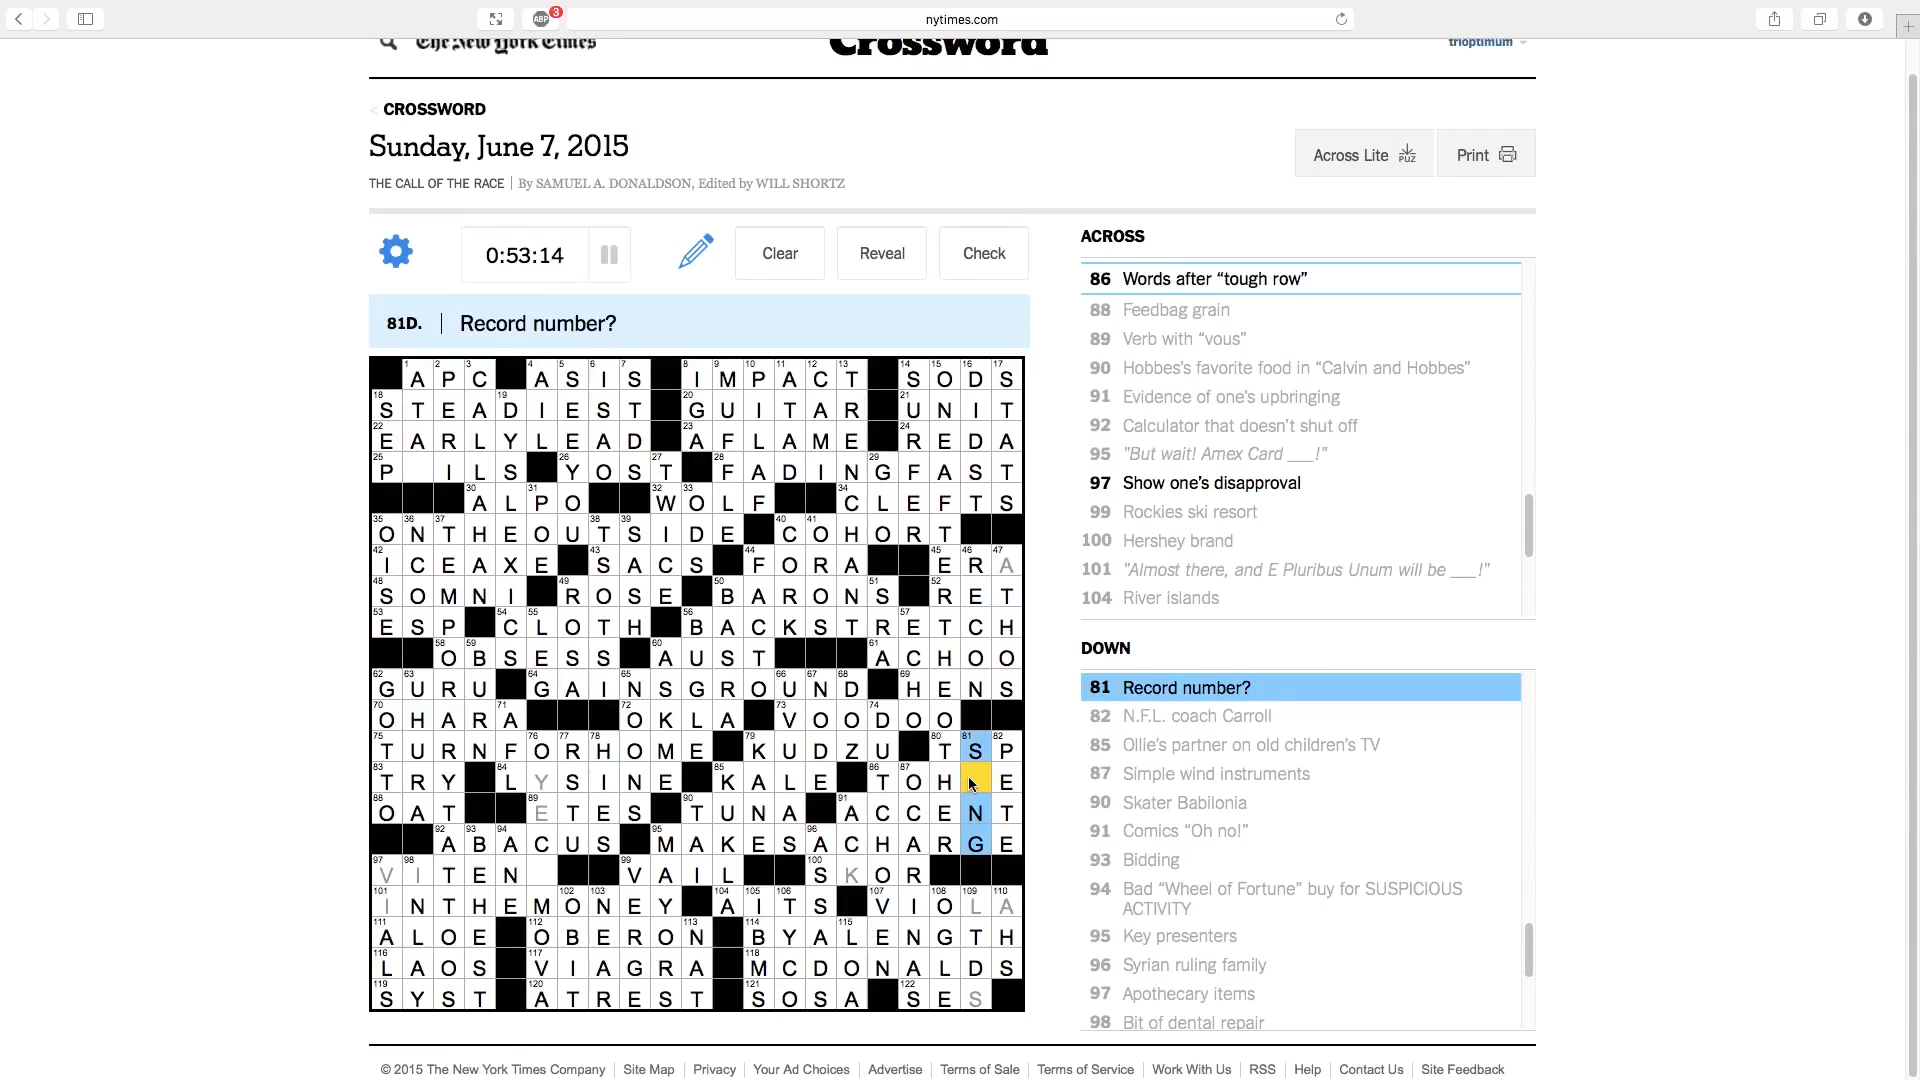 3
ABP
nytimes.com
The New York Times
Crossword
trioptimum
< CROSSWORD
Sunday, June 7, 2015
THE CALL OF THE RACE | By SAMUEL A. DONALDSON, Edited by WILL SHORTZ
Across Lite PUZ
Print
0:53:14
Clear
Reveal
Check
81D. | Record number?
A P C A S I S I M P A C T S O D S
S T E A D I E S T G U I T A R U N I T
E A R L Y L E A D A F L A M E R E D A
P I L S Y O S T F A D I N G F A S T
A L P O W O L F C L E F T S
O N T H E O U T S I D E C O H O R T
I C E A X E S A C S F O R A E R A
S O M N I R O S E B A R O N S R E T
E S P C L O T H B A C K S T R E T C H
O B S E S S A U S T A C H O O
G U R U G A I N S G R O U N D H E N S
O H A R A O K L A V O O D O O
T U R N F O R H O M E K U D Z U T S P
T R Y L Y S I N E K A L E T O H E
O A T E T E S T U N A A C C E N T
A B A C U S M A K E S A C H A R G E
V I T E N V A I L S K O R
I N T H E M O N E Y A I T S V I O L A
A L O E O B E R O N B Y A L E N G T H
L A O S V I A G R A M C D O N A L D S
S Y S T A T R E S T S O S A S E S
ACROSS
86 Words after “tough row”
88 Feedbag grain
89 Verb with “vous”
90 Hobbes’s favorite food in “Calvin and Hobbes”
91 Evidence of one’s upbringing
92 Calculator that doesn’t shut off
95 "But wait! Amex Card ___!"
97 Show one’s disapproval
99 Rockies ski resort
100 Hershey brand
101 "Almost there, and E Pluribus Unum will be ___!"
104 River islands
DOWN
81 Record number?
82 N.F.L. coach Carroll
85 Ollie’s partner on old children’s TV
87 Simple wind instruments
90 Skater Babilonia
91 Comics “Oh no!”
93 Bidding
94 Bad “Wheel of Fortune” buy for SUSPICIOUS
ACTIVITY
95 Key presenters
96 Syrian ruling family
97 Apothecary items
98 Bit of dental repair
© 2015 The New York Times Company | Site Map | Privacy | Your Ad Choices | Advertise | Terms of Sale | Terms of Service | Work With Us | RSS | Help | Contact Us | Site Feedback